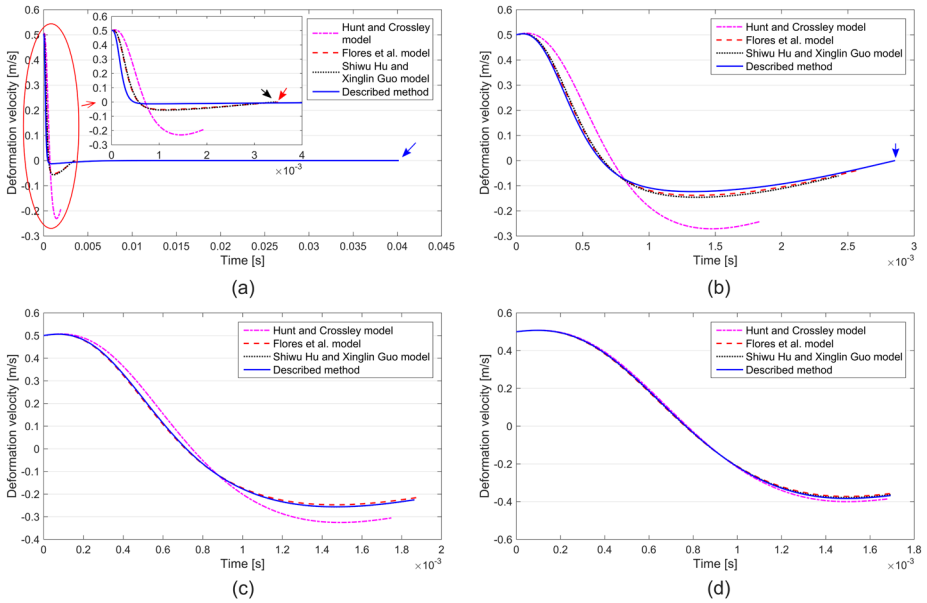 0.6
0.5
0.4
0.3
0.2
0.1
0
-0.1
-0.2
-0.3
Deformation velocity [m/s]
0.6
0.5
0.4
0.3
0.2
0.1
0
-0.1
-0.2
-0.3
0 1 2 3 4
×10⁻³
Hunt and Crossley
model
Flores et al. model
Shiwu Hu and
Xinglin Guo model
Described method
0 0.005 0.01 0.015 0.02 0.025 0.03 0.035 0.04 0.045
Time [s]
(a)
0.6
0.5
0.4
0.3
0.2
0.1
0
-0.1
-0.2
-0.3
Deformation velocity [m/s]
Hunt and Crossley model
Flores et al. model
Shiwu Hu and Xinglin Guo model
Described method
0 0.5 1 1.5 2 2.5 3
Time [s]
×10⁻³
(b)
0.6
0.5
0.4
0.3
0.2
0.1
0
-0.1
-0.2
-0.3
-0.4
Deformation velocity [m/s]
Hunt and Crossley model
Flores et al. model
Shiwu Hu and Xinglin Guo model
Described method
0 0.2 0.4 0.6 0.8 1 1.2 1.4 1.6 1.8 2
Time [s]
×10⁻³
(c)
0.6
0.4
0.2
0
-0.2
-0.4
-0.6
Deformation velocity [m/s]
Hunt and Crossley model
Flores et al. model
Shiwu Hu and Xinglin Guo model
Described method
0 0.2 0.4 0.6 0.8 1 1.2 1.4 1.6 1.8
Time [s]
×10⁻³
(d)